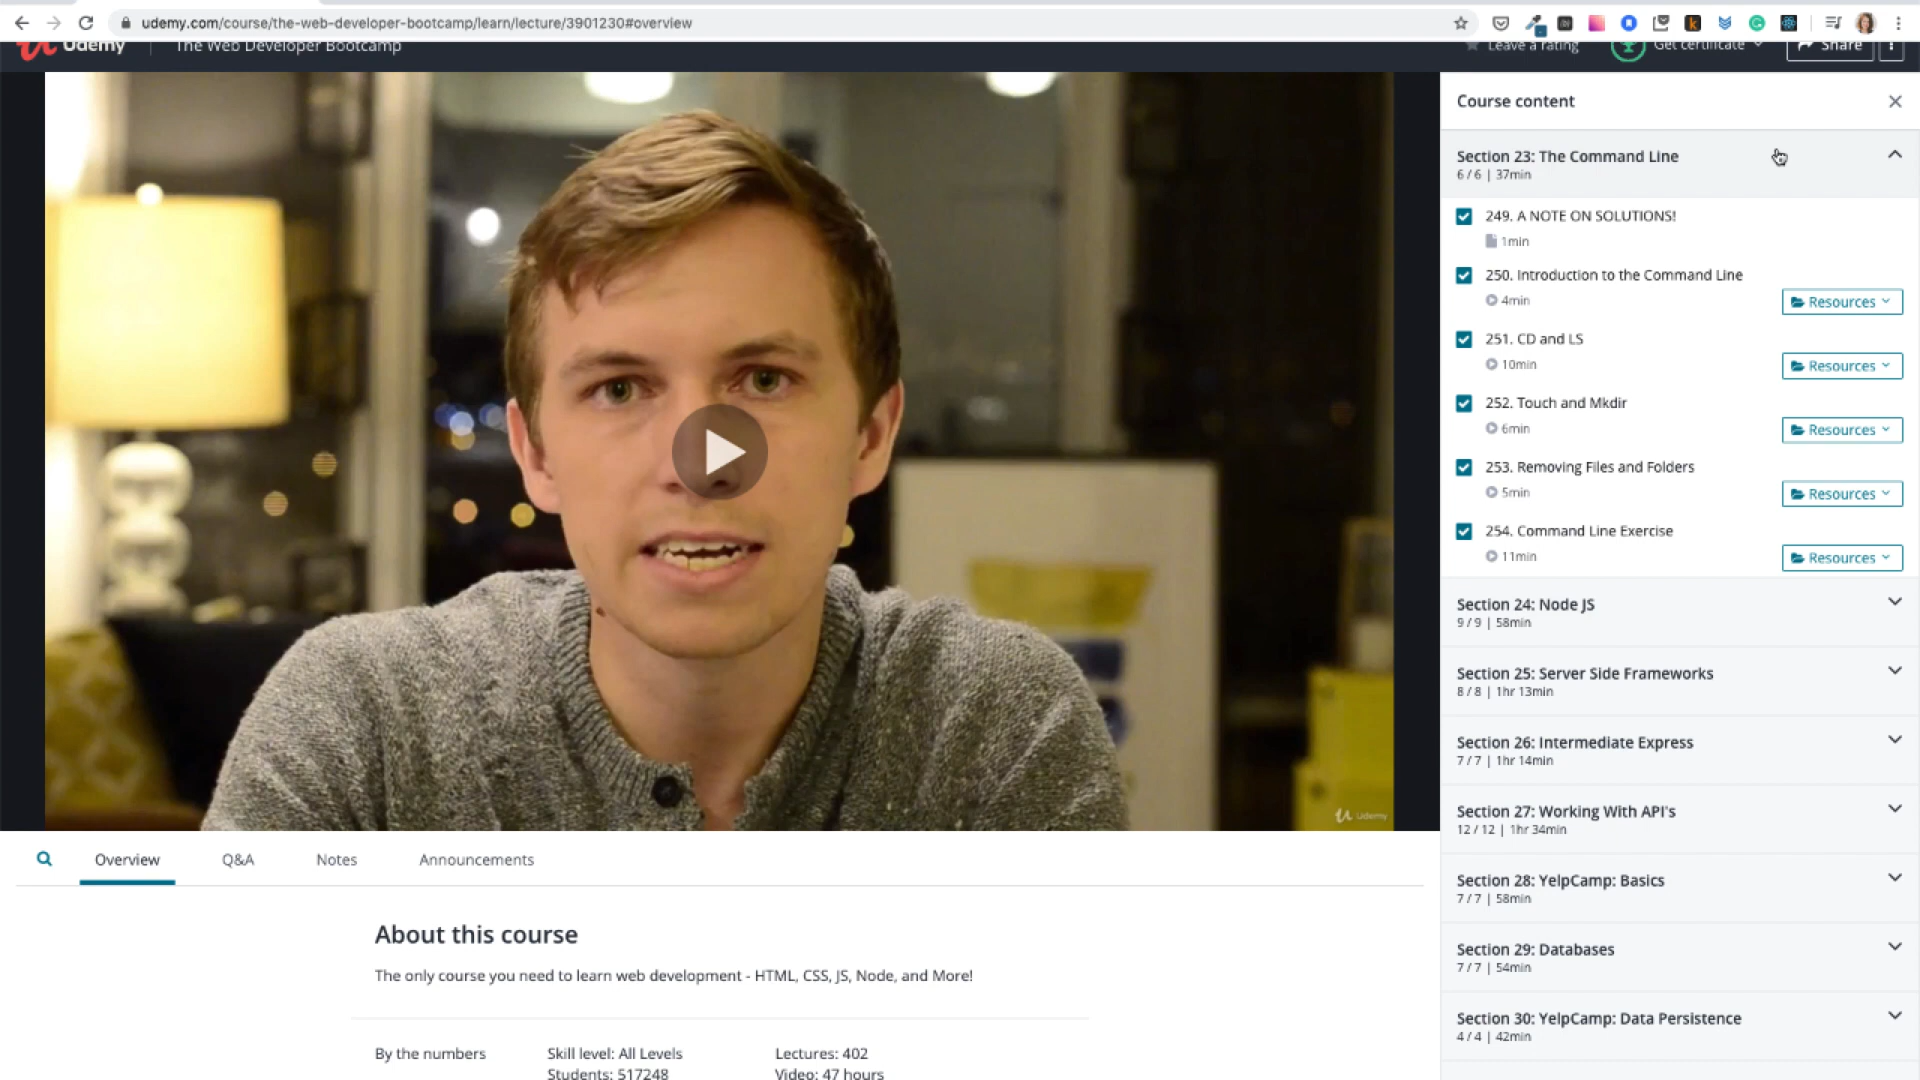 udemy.com/course/the-web-developer-bootcamp/learn/lecture/3901230#overview
Udemy
The Web Developer Bootcamp
Leave a rating
Get certificate
Share
Course content
Section 23: The Command Line
6 / 6 | 37min
249. A NOTE ON SOLUTIONS!
1min
250. Introduction to the Command Line
4min
Resources
251. CD and LS
10min
Resources
252. Touch and Mkdir
6min
Resources
253. Removing Files and Folders
5min
Resources
254. Command Line Exercise
11min
Resources
Section 24: Node JS
9 / 9 | 58min
Section 25: Server Side Frameworks
8 / 8 | 1hr 13min
Section 26: Intermediate Express
7 / 7 | 1hr 14min
Section 27: Working With API's
12 / 12 | 1hr 34min
Section 28: YelpCamp: Basics
7 / 7 | 58min
Section 29: Databases
7 / 7 | 54min
Section 30: YelpCamp: Data Persistence
4 / 4 | 42min
Udemy
Overview
Q&A
Notes
Announcements
About this course
The only course you need to learn web development - HTML, CSS, JS, Node, and More!
By the numbers
Skill level: All Levels
Students: 517248
Lectures: 402
Video: 47 hours